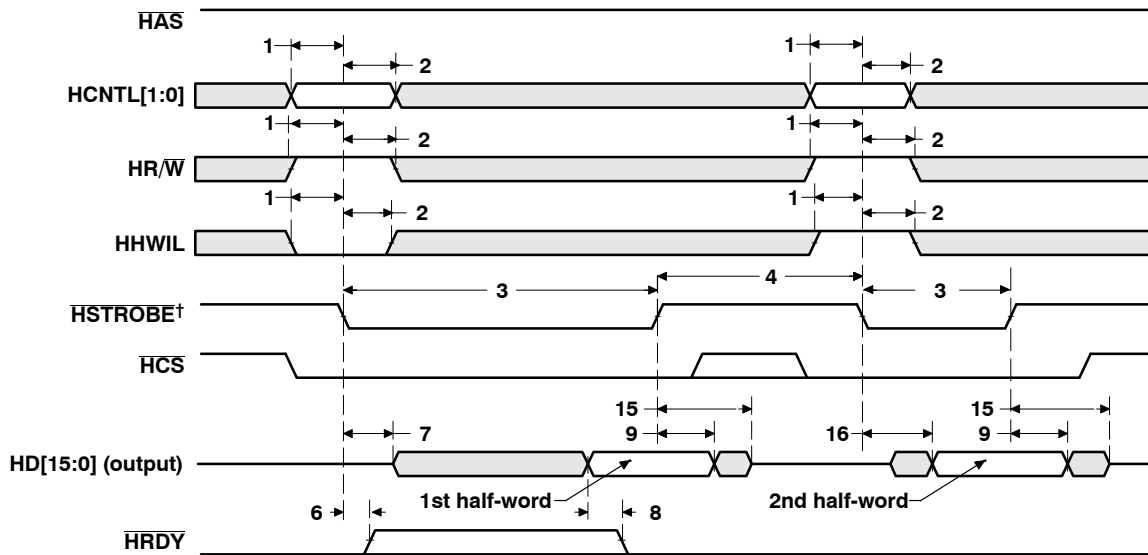 HAS
1
2
1
2
HCNTL[1:0]
1
2
1
2
HR/W
1
2
1
2
HHWIL
3
4
3
HSTROBE†
HCS
15
15
7
9
16
9
HD[15:0] (output)
1st half-word
2nd half-word
6
8
HRDY